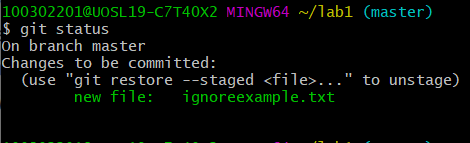 100302201@UOSL19-C7T40X2 MINGW64 ~/lab1 (master)
$ git status
On branch master
Changes to be committed:
  (use "git restore --staged <file>..." to unstage)
        new file:   ignoreexample.txt